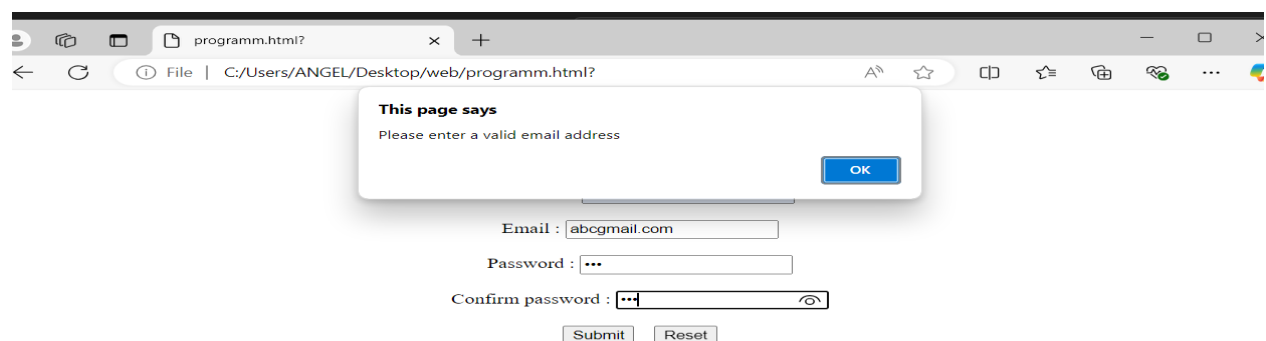 programm.html?
File | C:/Users/ANGEL/Desktop/web/programm.html?
This page says
Please enter a valid email address
OK
Email : abcgmail.com
Password : •••
Confirm password : •••
Submit Reset